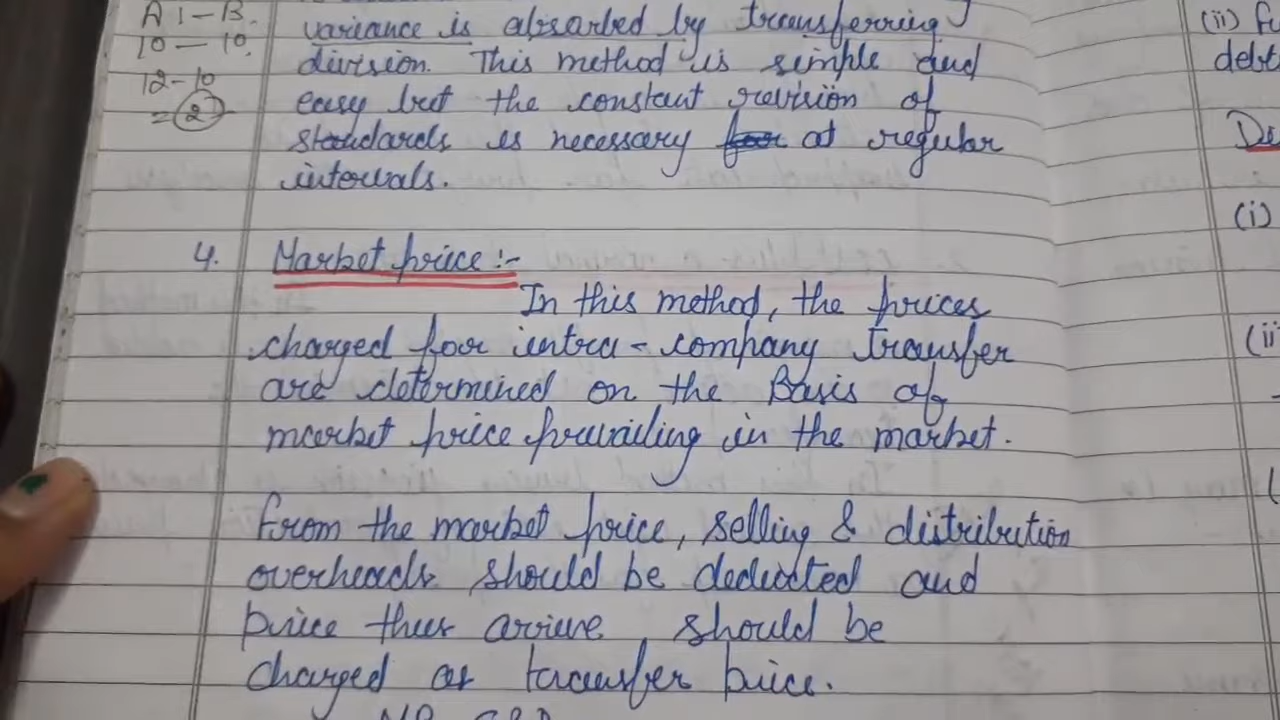 A 1 - B.
10 - 10.
12-10
= 2
variance is absorbed by transferring
division. This method is simple and
easy but the constant revision of
standards is necessary for at regular
intervals.
4. Market price :-
In this method, the prices
charged for intra-company transfer
are determined on the Basis of
market price prevailing in the market.
From the market price, selling & distribution
overheads should be deducted and
price thus arrive, should be
charged as transfer price.
(ii)
debt
(i)
(ii